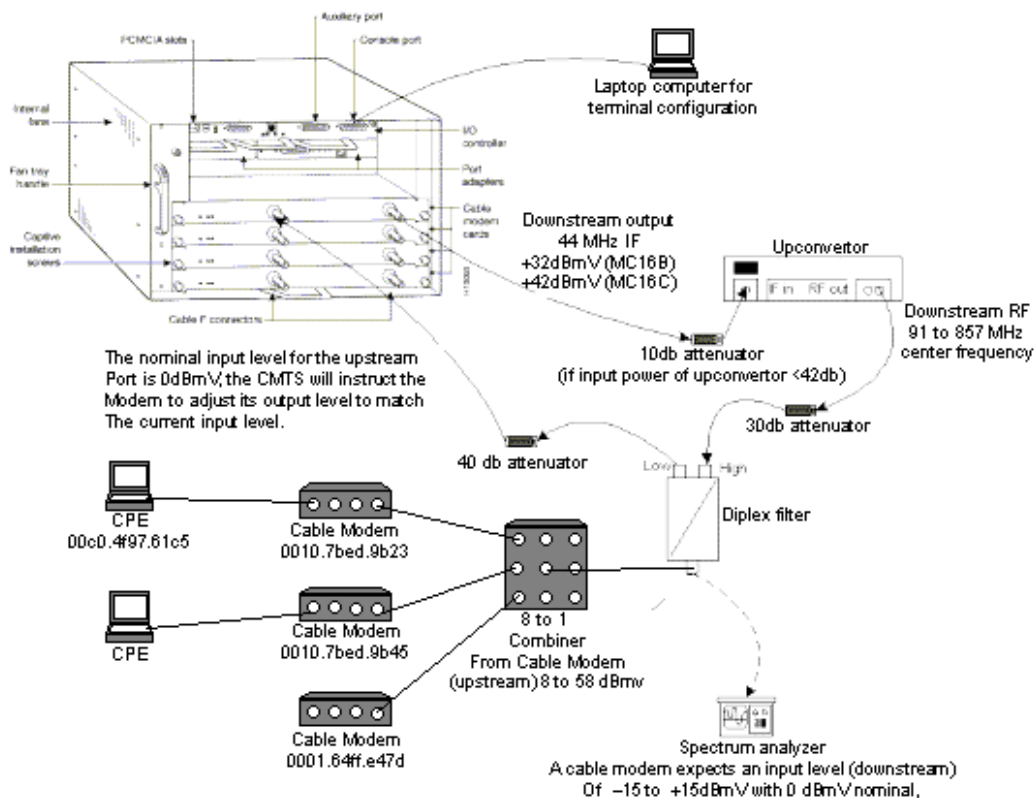 Auxiliary port
PCMCIA slots
Console port
Laptop computer for
terminal configuration
Internal
fans
I/O
controller
Fan tray
handle
Port
adapters
Cable
modem
cards
Captive
installation
screws
Cable F connectors
Downstream output
44 MHz IF
+32dBmV (MC16B)
+42dBmV (MC16C)
Upconvertor
IF in RF out
Downstream RF
91 to 857 MHz
center frequency
10db attenuator
(if input power of upconvertor <42db)
The nominal input level for the upstream
Port is 0dBmV, the CMTS will instruct the
Modem to adjust its output level to match
The current input level.
30db attenuator
40 db attenuator
Low
High
Diplex filter
CPE
00c0.4f97.61c5
Cable Modem
0010.7bed.9b23
CPE
Cable Modem
0010.7bed.9b45
8 to 1
Combiner
From Cable Modem
(upstream) 8 to 58 dBmv
Cable Modem
0001.64ff.e47d
Spectrum analyzer
A cable modem expects an input level (downstream)
Of –15 to +15dBmV with 0 dBmV nominal,